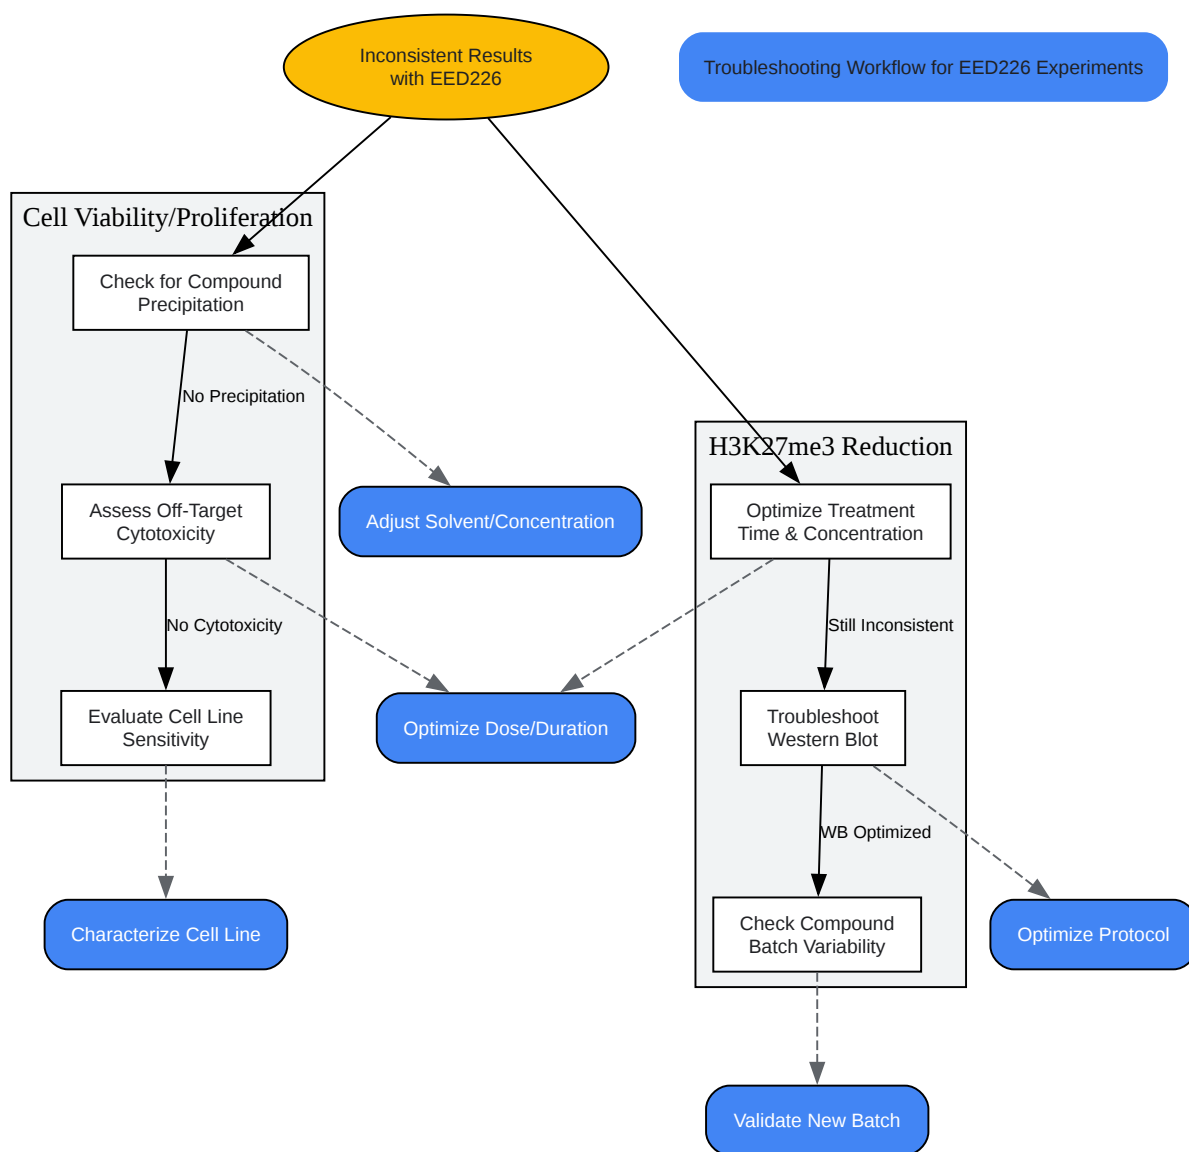 Inconsistent Results
with EED226
Troubleshooting Workflow for EED226 Experiments
Cell Viability/Proliferation
Check for Compound
Precipitation
No Precipitation
H3K27me3 Reduction
Assess Off-Target
Cytotoxicity
Adjust Solvent/Concentration
Optimize Treatment
Time & Concentration
No Cytotoxicity
Still Inconsistent
Evaluate Cell Line
Sensitivity
Optimize Dose/Duration
Troubleshoot
Western Blot
WB Optimized
Characterize Cell Line
Check Compound
Batch Variability
Optimize Protocol
Validate New Batch